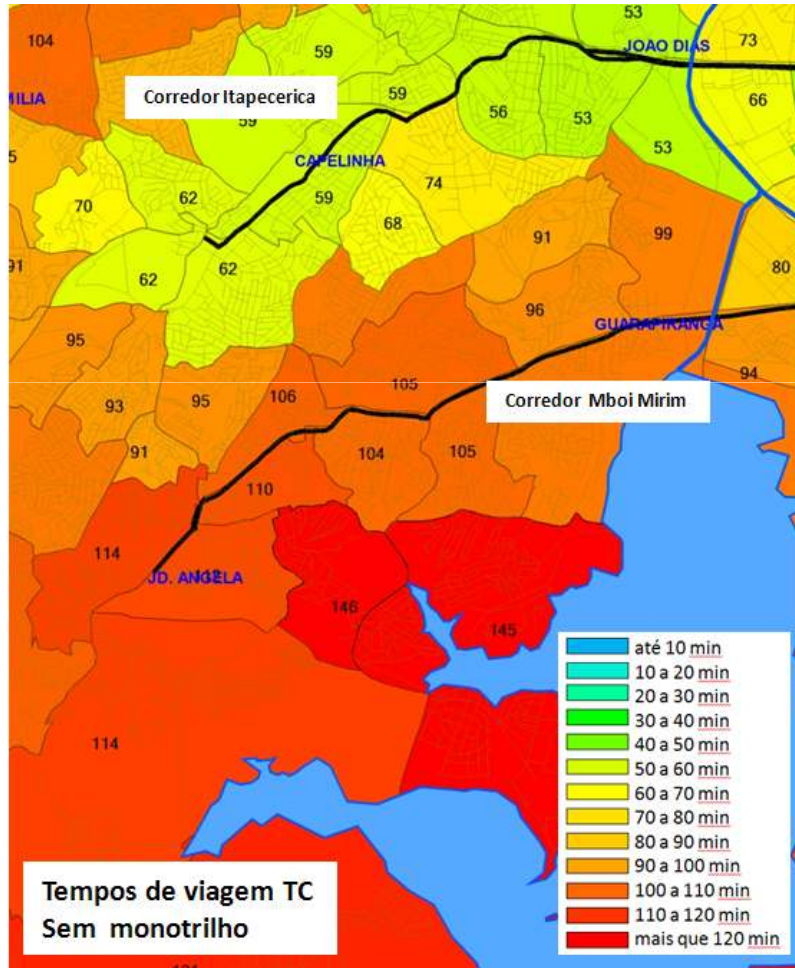 53
104
JOAO DIAS
73
59
MILIA
Corredor Itapecerica
59
66
56
59
53
53
CAPELINHA
74
62
59
70
68
91
99
91
62
62
80
96
GUARAPIRANGA
95
94
105
106
95
93
Corredor Mboi Mirim
91
104
105
110
114
JD. ANGELA
146
145
114
até 10 min
10 a 20 min
20 a 30 min
30 a 40 min
40 a 50 min
50 a 60 min
60 a 70 min
70 a 80 min
80 a 90 min
90 a 100 min
100 a 110 min
110 a 120 min
mais que 120 min
Tempos de viagem TC
Sem monotrilho